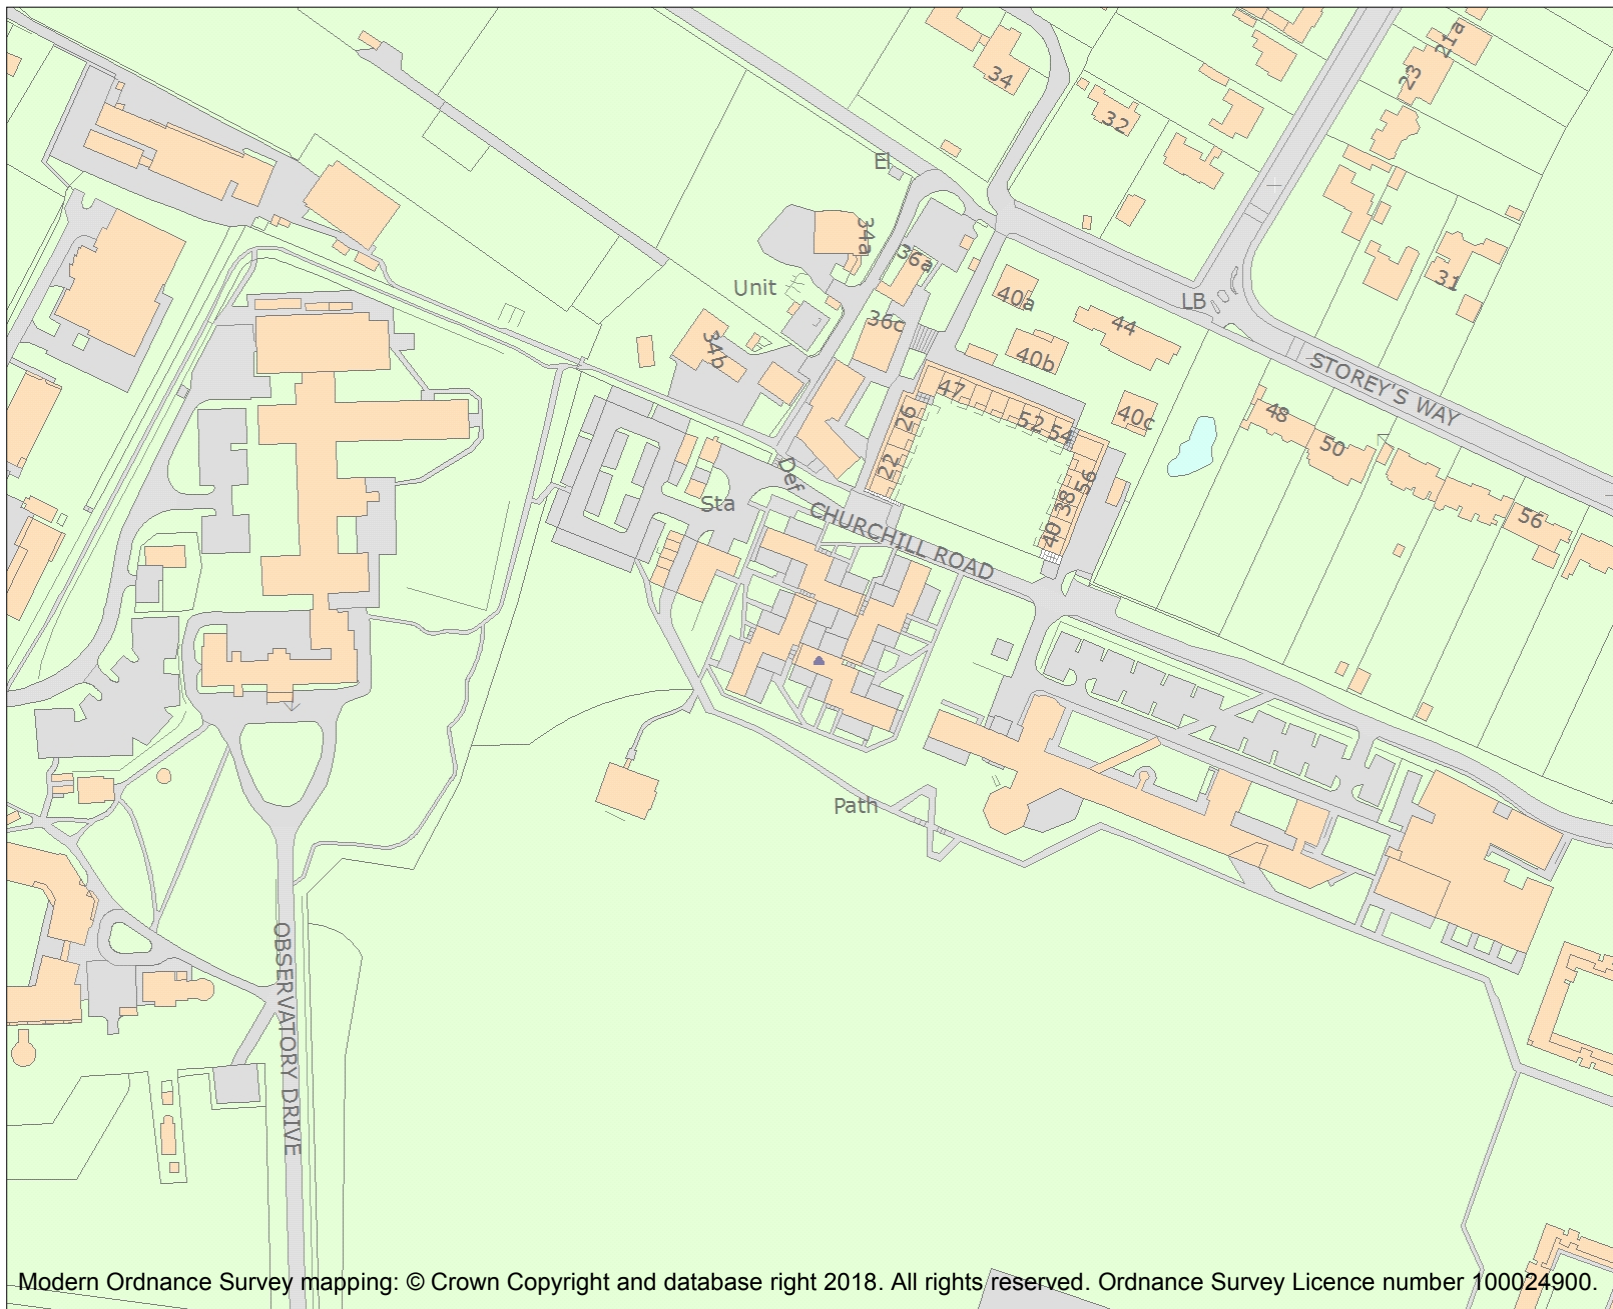 21a
23
34
32
El
34a
36a
31
Unit
40a
LB
36c
44
34b
40b
STOREY'S WAY
47
26
52
54
40c
48
50
22
Def
56
Sta
38
56
CHURCHILL ROAD
40
Path
OBSERVATORY DRIVE
Modern Ordnance Survey mapping: © Crown Copyright and database right 2018. All rights reserved. Ordnance Survey Licence number 100024900.